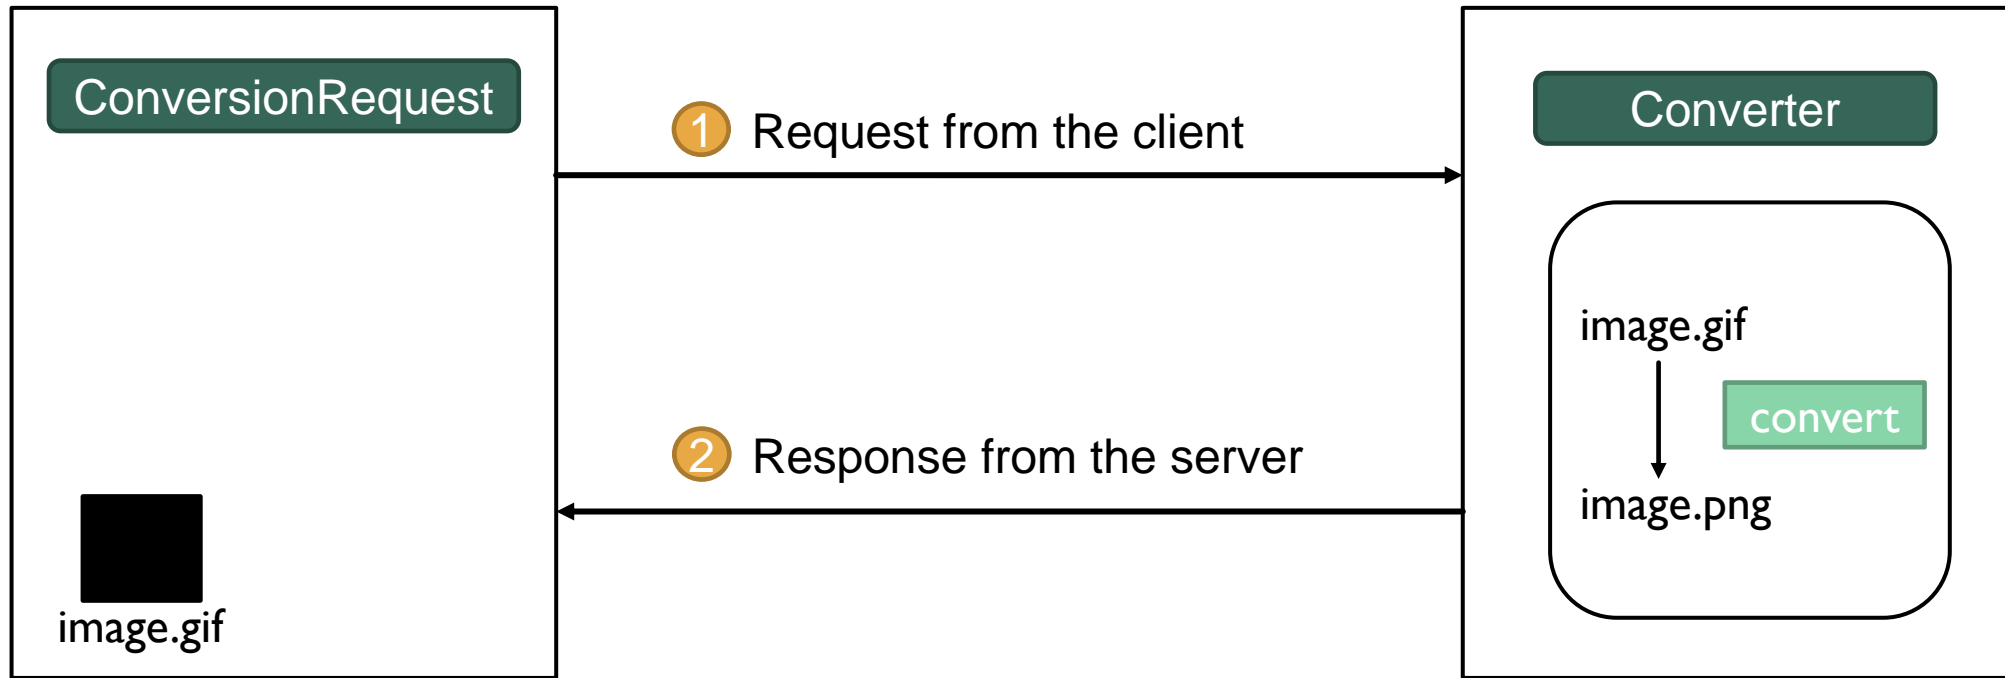 ConversionRequest
1 Request from the client
Converter
image.gif
convert
2 Response from the server
image.png
image.gif